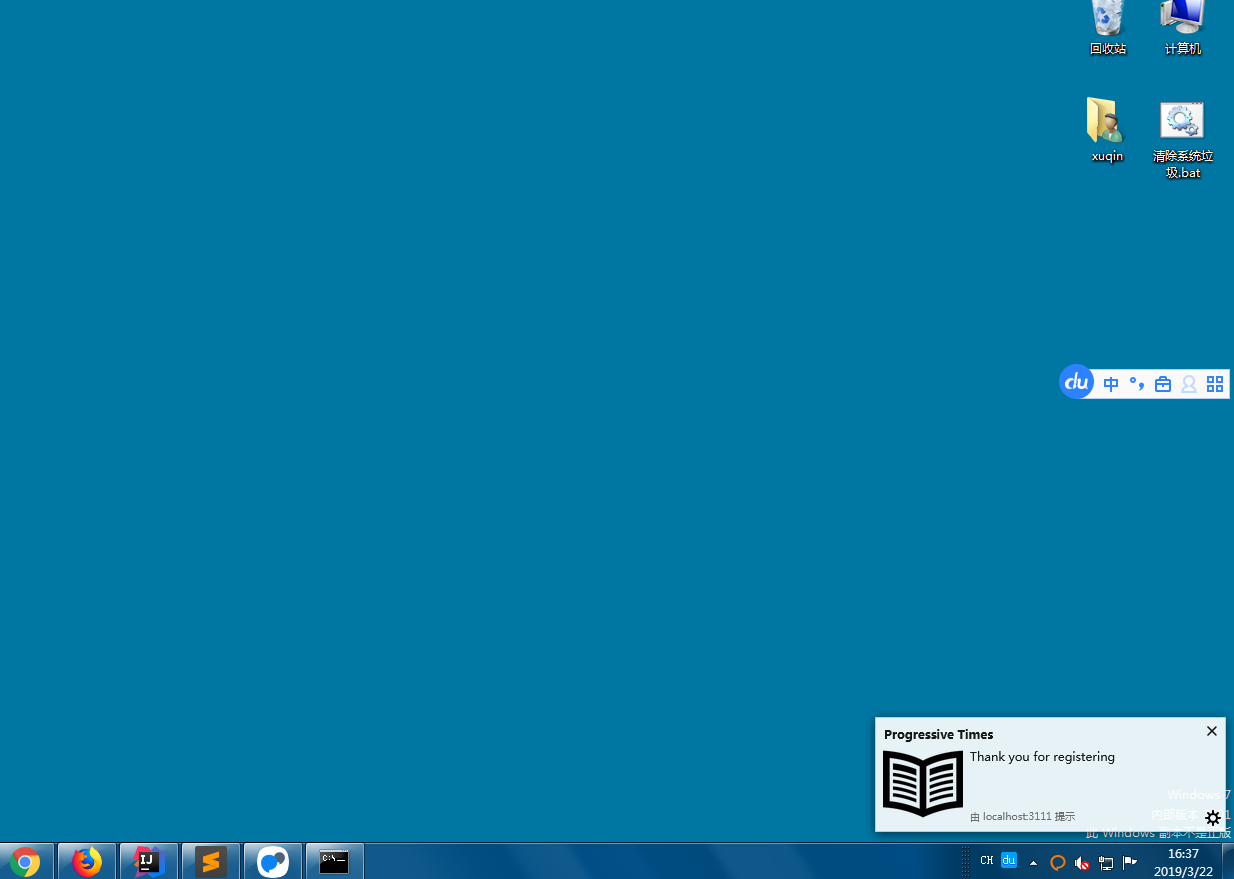 回收站
计算机
xuqin
清除系统垃
圾.bat
du 中 °,
Progressive Times
Thank you for registering
由 localhost:3111 提示
Windows 7
内部版本
此 Windows 副本不是正版
IJ
C:\
CH du
16:37
2019/3/22